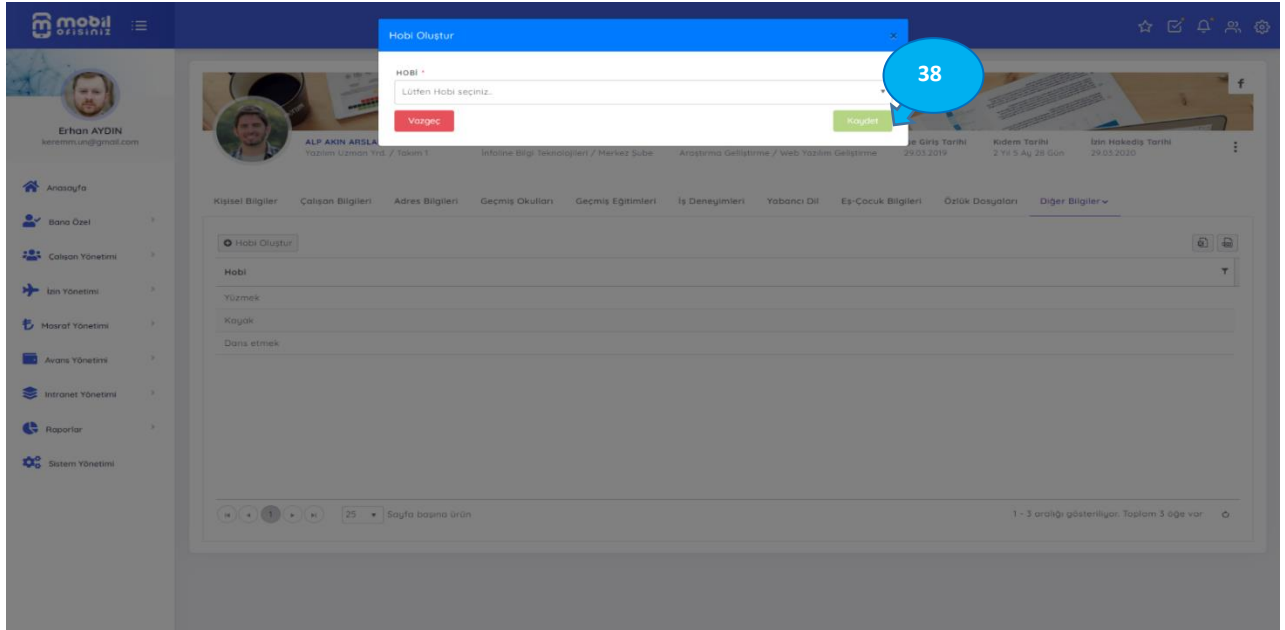 mobil
ofisiniz
Hobi Oluştur
×
HOBİ *
Lütfen Hobi seçiniz..
Vazgeç
Kaydet
38
f
Erhan AYDIN
keremm.un@gmail.com
ALP AKIN ARSLA
Yazılım Uzman Yrd. / Takım 1
İnfoline Bilgi Teknolojileri / Merkez Şube
Araştırma Geliştirme / Web Yazılım Geliştirme
şe Giriş Tarihi
29.03.2019
Kıdem Tarihi
2 Yıl 5 Ay 26 Gün
İzin Hakediş Tarihi
29.03.2020
Anasayfa
Bana Özel
Çalışan Yönetimi
İzin Yönetimi
Masraf Yönetimi
Avans Yönetimi
Intranet Yönetimi
Raporlar
Sistem Yönetimi
Kişisel Bilgiler Çalışan Bilgileri Adres Bilgileri Geçmiş Okulları Geçmiş Eğitimleri İş Deneyimleri Yabancı Dil Eş-Çocuk Bilgileri Özlük Dosyaları Diğer Bilgiler
Hobi Oluştur
Hobi
Yüzmek
Kayak
Dans etmek
1
25 Sayfa başına ürün
1 - 3 aralığı gösteriliyor. Toplam 3 öğe var